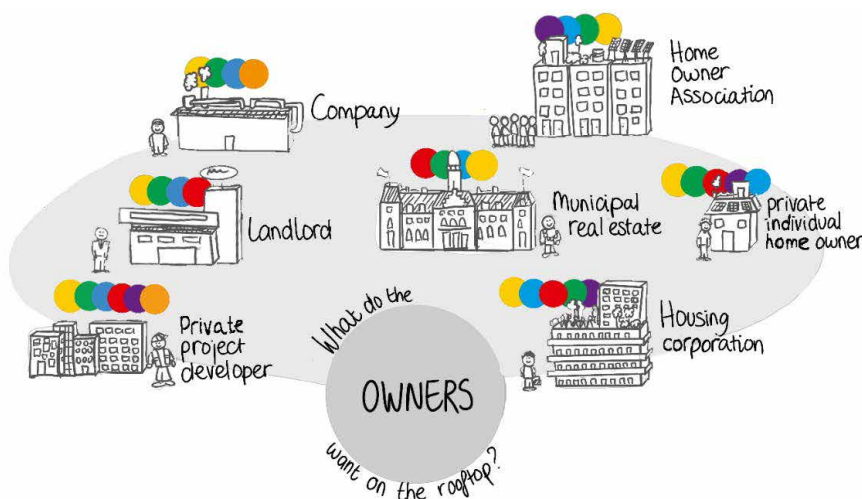 Company
Home
Owner
Association
Landlord
Municipal
real estate
private
individual
home owner
Private
project
developer
Housing
corporation
What do the
OWNERS
want on the rooftop?